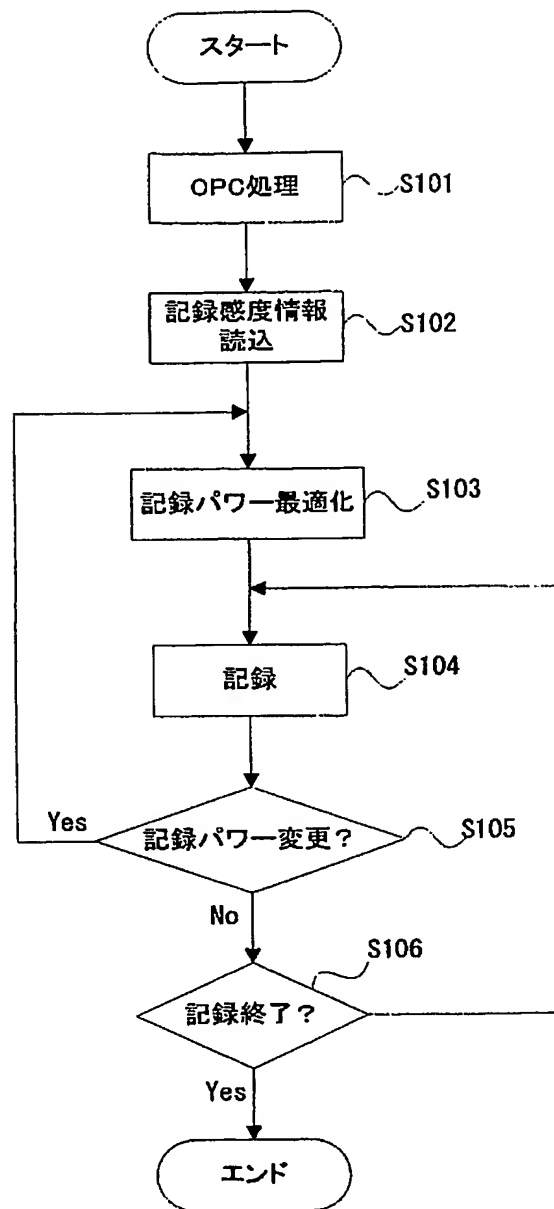 スタート
OPC処理
S101
記録感度情報
読込
S102
記録パワー最適化
S103
記録
S104
Yes
記録パワー変更?
S105
No
S106
記録終了?
Yes
エンド